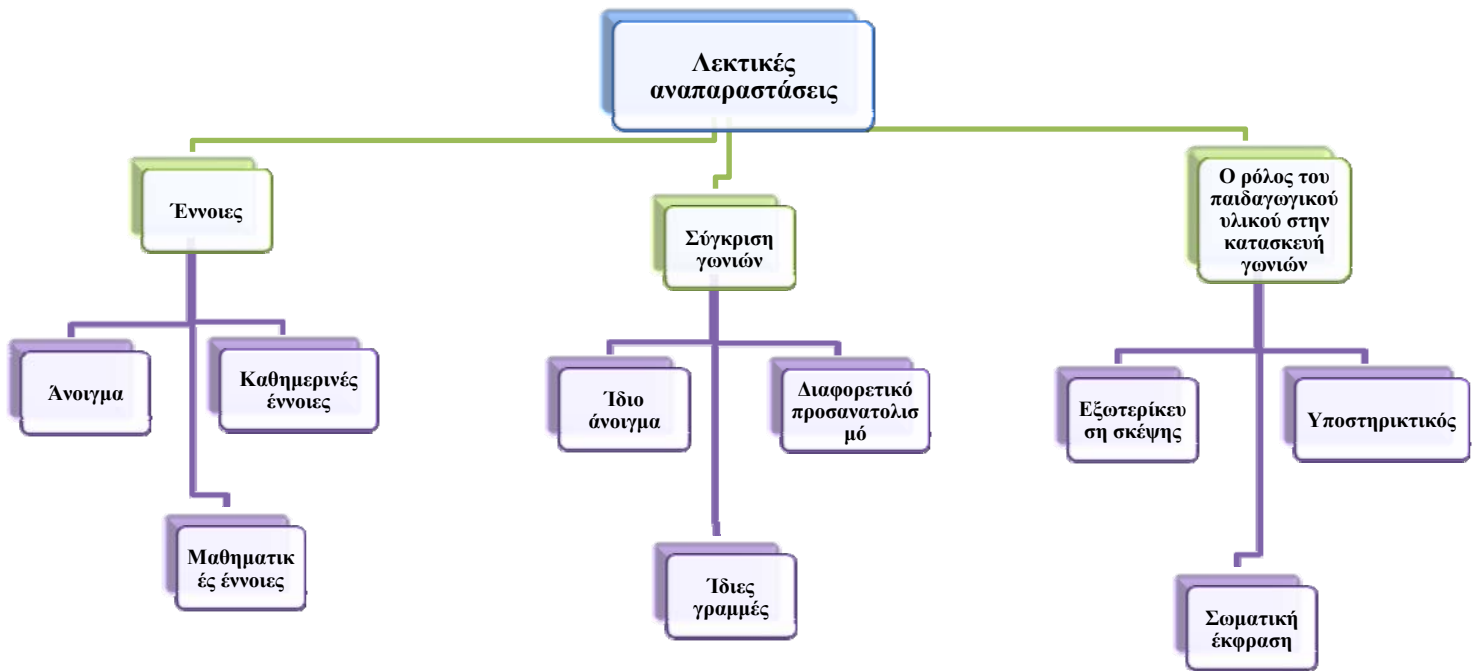 Λεκτικές
αναπαραστάσεις
Έννοιες
Σύγκριση
γωνιών
Ο ρόλος του
παιδαγωγικού
υλικού στην
κατασκευή
γωνιών
Άνοιγμα
Καθημερινές
έννοιες
Μαθηματικ
ές έννοιες
Ίδιο
άνοιγμα
Διαφορετικό
προσανατολισ
μό
Ίδιες
γραμμές
Εξωτερίκευ
ση σκέψης
Υποστηρικτικός
Σωματική
έκφραση